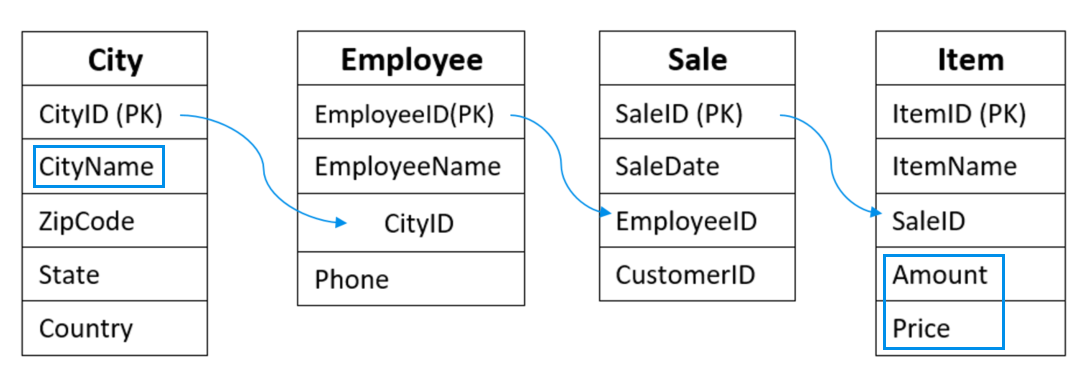 City
CityID (PK)
CityName
ZipCode
State
Country
Employee
EmployeeID(PK)
EmployeeName
CityID
Phone
Sale
SaleID (PK)
SaleDate
EmployeeID
CustomerID
Item
ItemID (PK)
ItemName
SaleID
Amount
Price